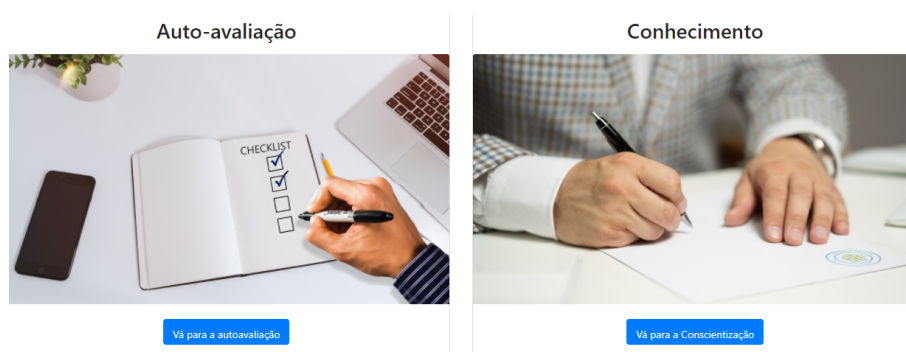 Auto-avaliação
CHECKLIST
Vá para a autoavaliação
Conhecimento
Vá para a Conscientização